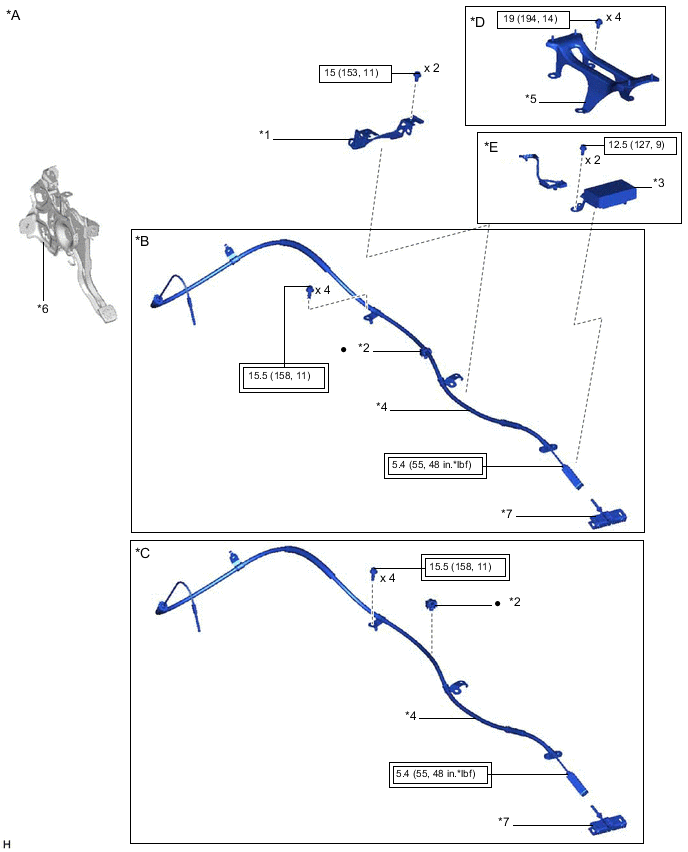 *A
*D
19 (194, 14)
x 4
*5
15 (153, 11)
x 2
*1
*E
12.5 (127, 9)
x 2
*3
*6
*B
x 4
15.5 (158, 11)
● *2
*4
5.4 (55, 48 in.*lbf)
*7
*C
15.5 (158, 11)
x 4
● *2
*4
5.4 (55, 48 in.*lbf)
*7
H